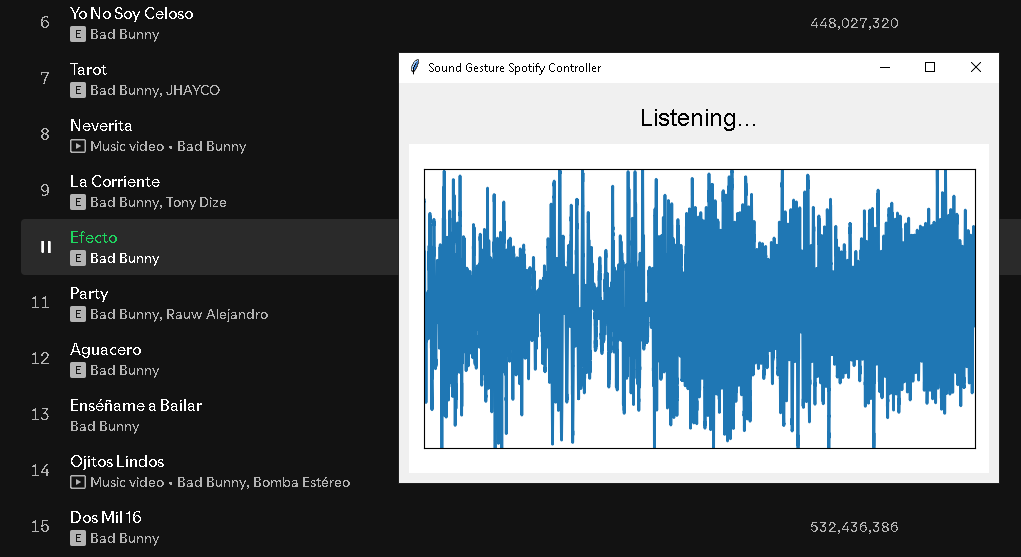 6
Yo No Soy Celoso
E Bad Bunny
448,027,320
7
Tarot
E Bad Bunny, JHAYCO
8
Neverita
Music video • Bad Bunny
9
La Corriente
E Bad Bunny, Tony Dize
Efecto
E Bad Bunny
11
Party
E Bad Bunny, Rauw Alejandro
12
Aguacero
E Bad Bunny
13
Enséñame a Bailar
Bad Bunny
14
Ojitos Lindos
Music video • Bad Bunny, Bomba Estéreo
15
Dos Mil 16
E Bad Bunny
532,436,386
Sound Gesture Spotify Controller
Listening...